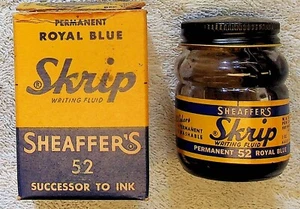 PERMANENT
ROYAL BLUE
® Skrip
WRITING FLUID
SHEAFFER'S
52
SUCCESSOR TO INK
SHEAFFER'S
Skrip
WRITING FLUID
PERMANENT 52 ROYAL BLUE